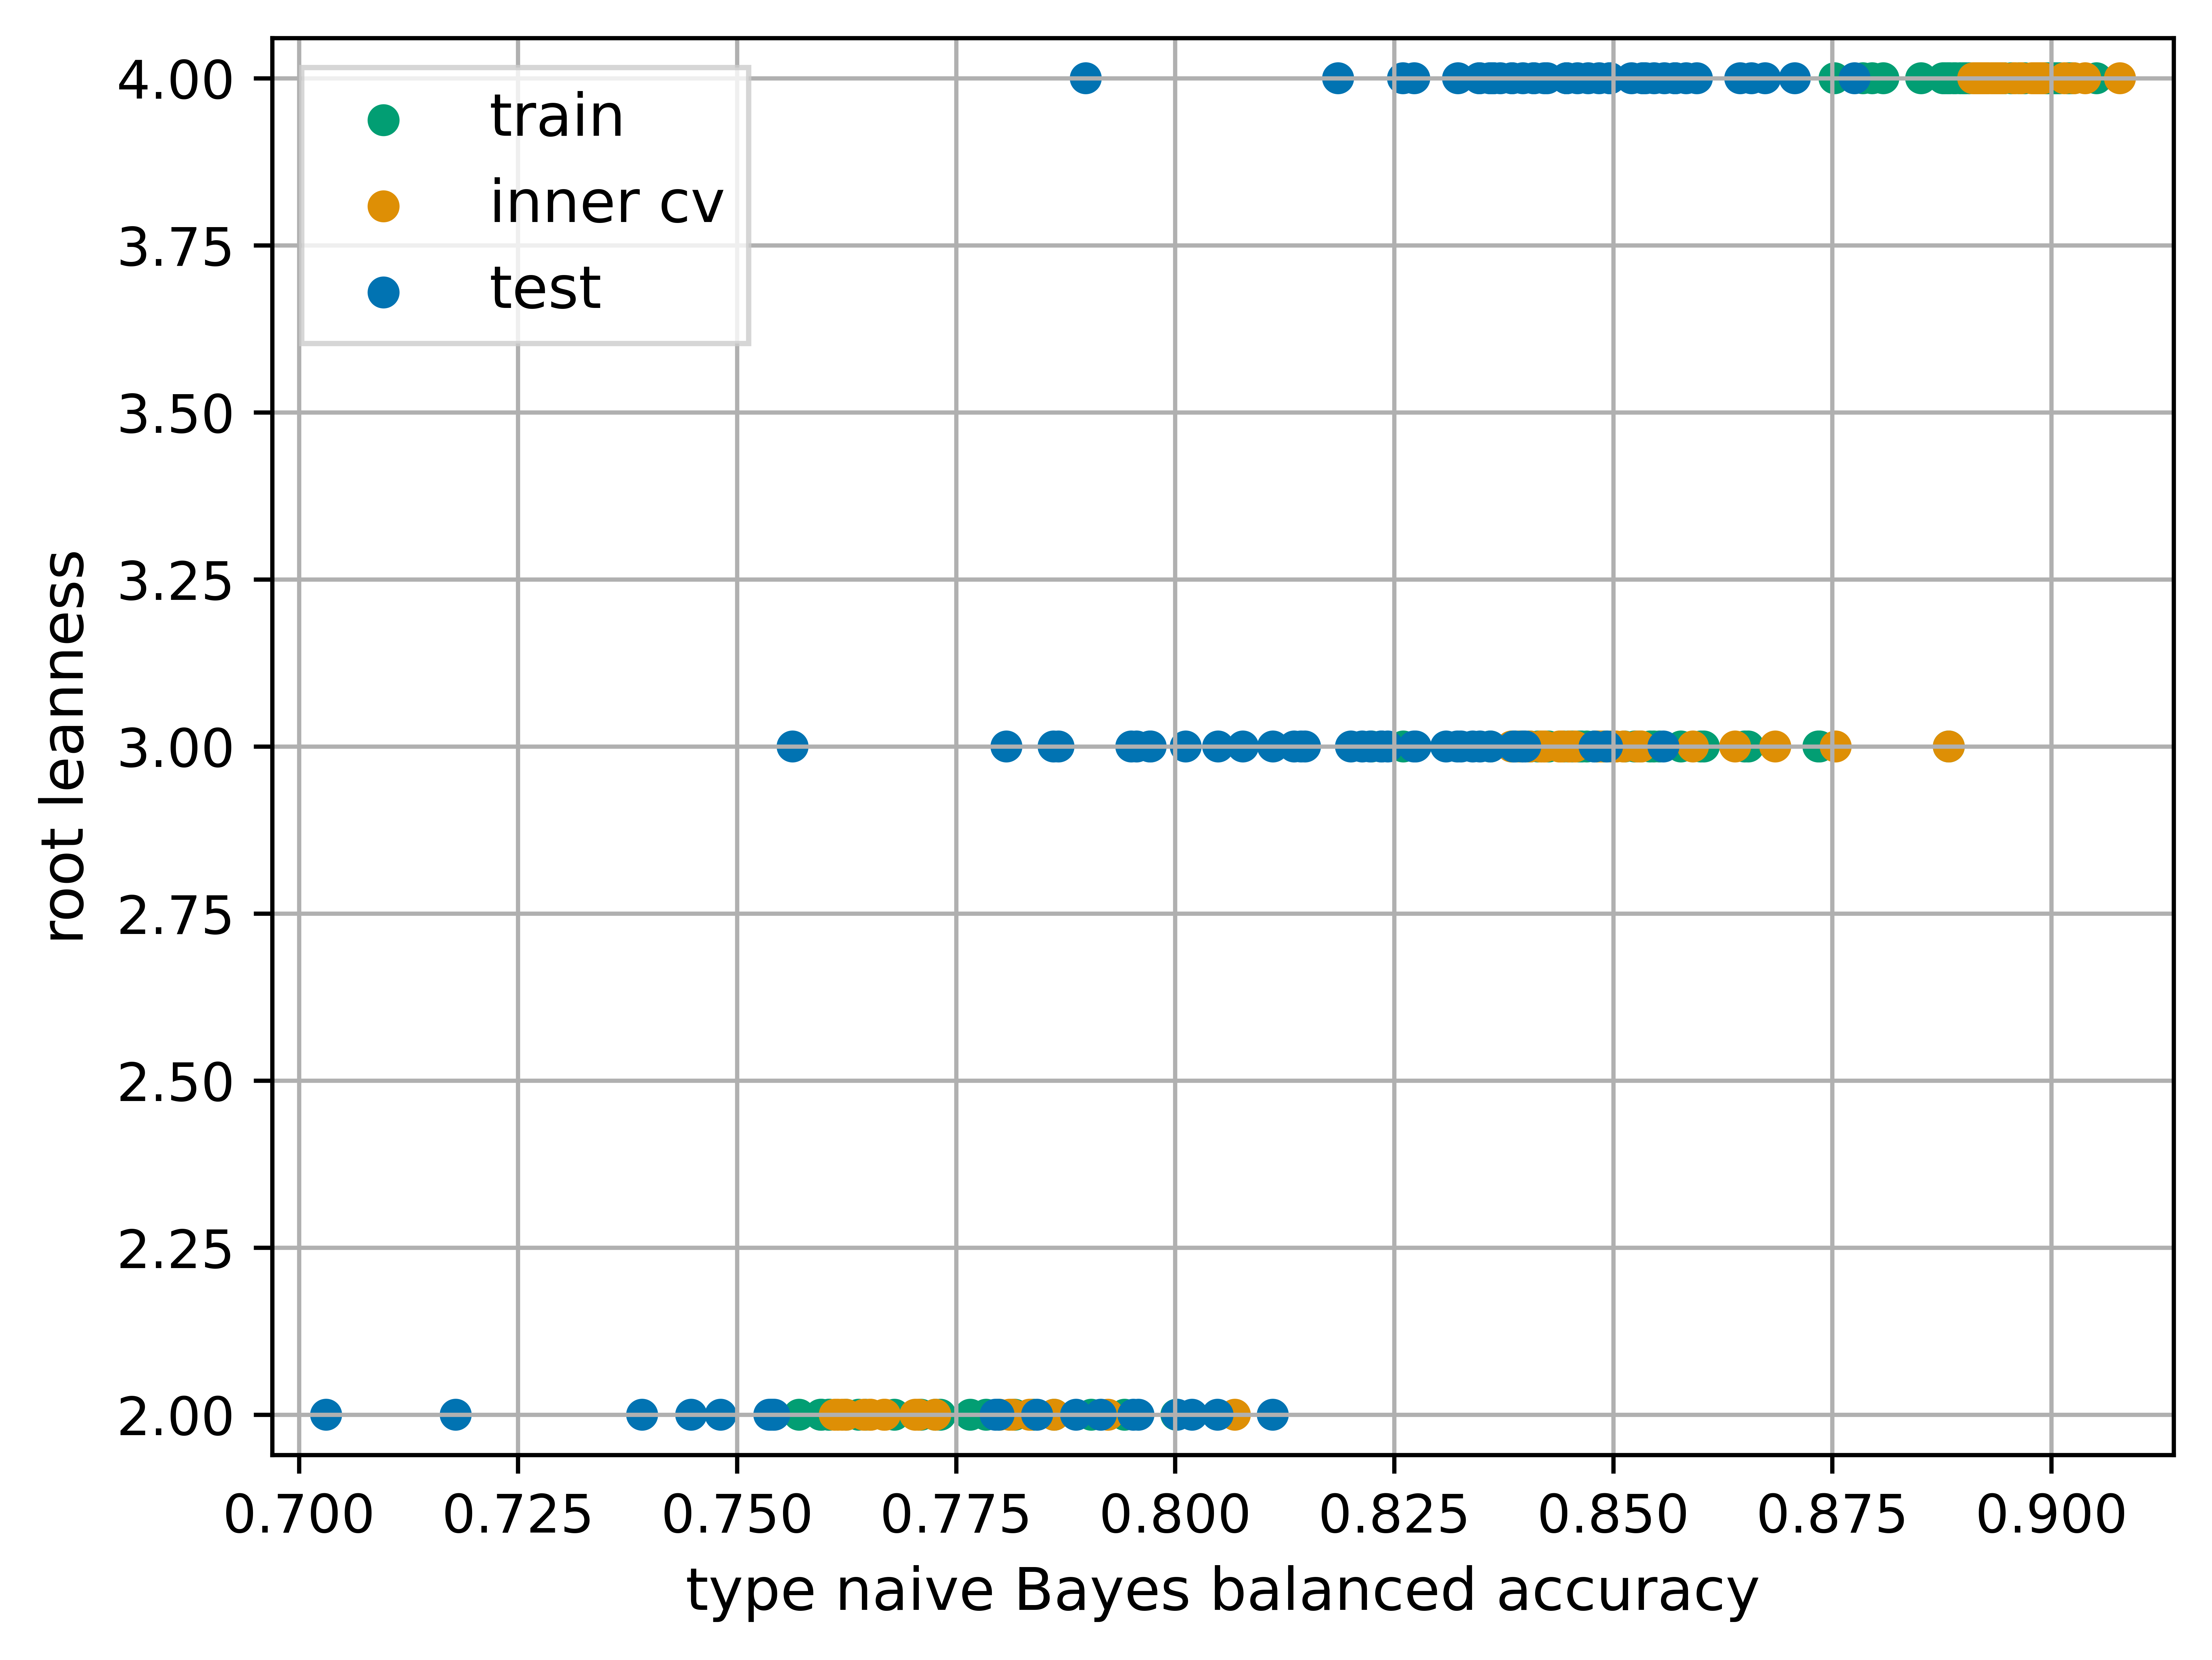 4.00
3.75
3.50
3.25
3.00
2.75
2.50
2.25
2.00
root leanness
train
inner cv
test
0.700 0.725 0.750 0.775 0.800 0.825 0.850 0.875 0.900
type naive Bayes balanced accuracy